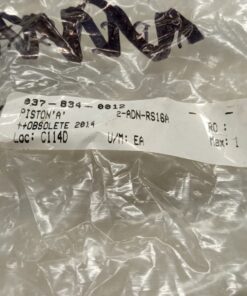 037-834-0012
PISTON'A' 2-ADN-RS16A - -
++OBSOLETE 2014 RO :
Loc: C114D U/M: EA Max: 1